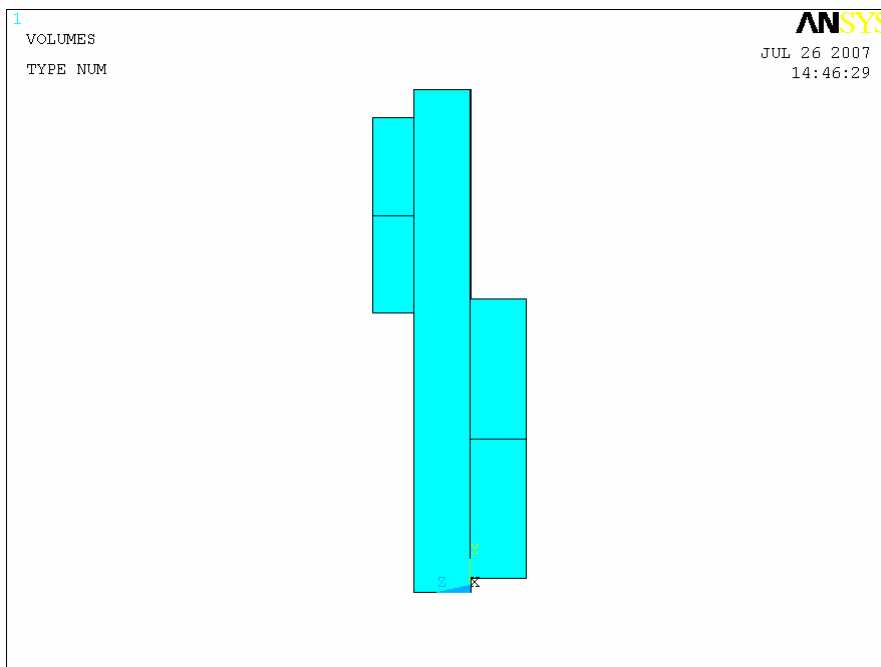 1
VOLUMES
TYPE NUM
ANSYS
JUL 26 2007
14:46:29
Y
Z
X